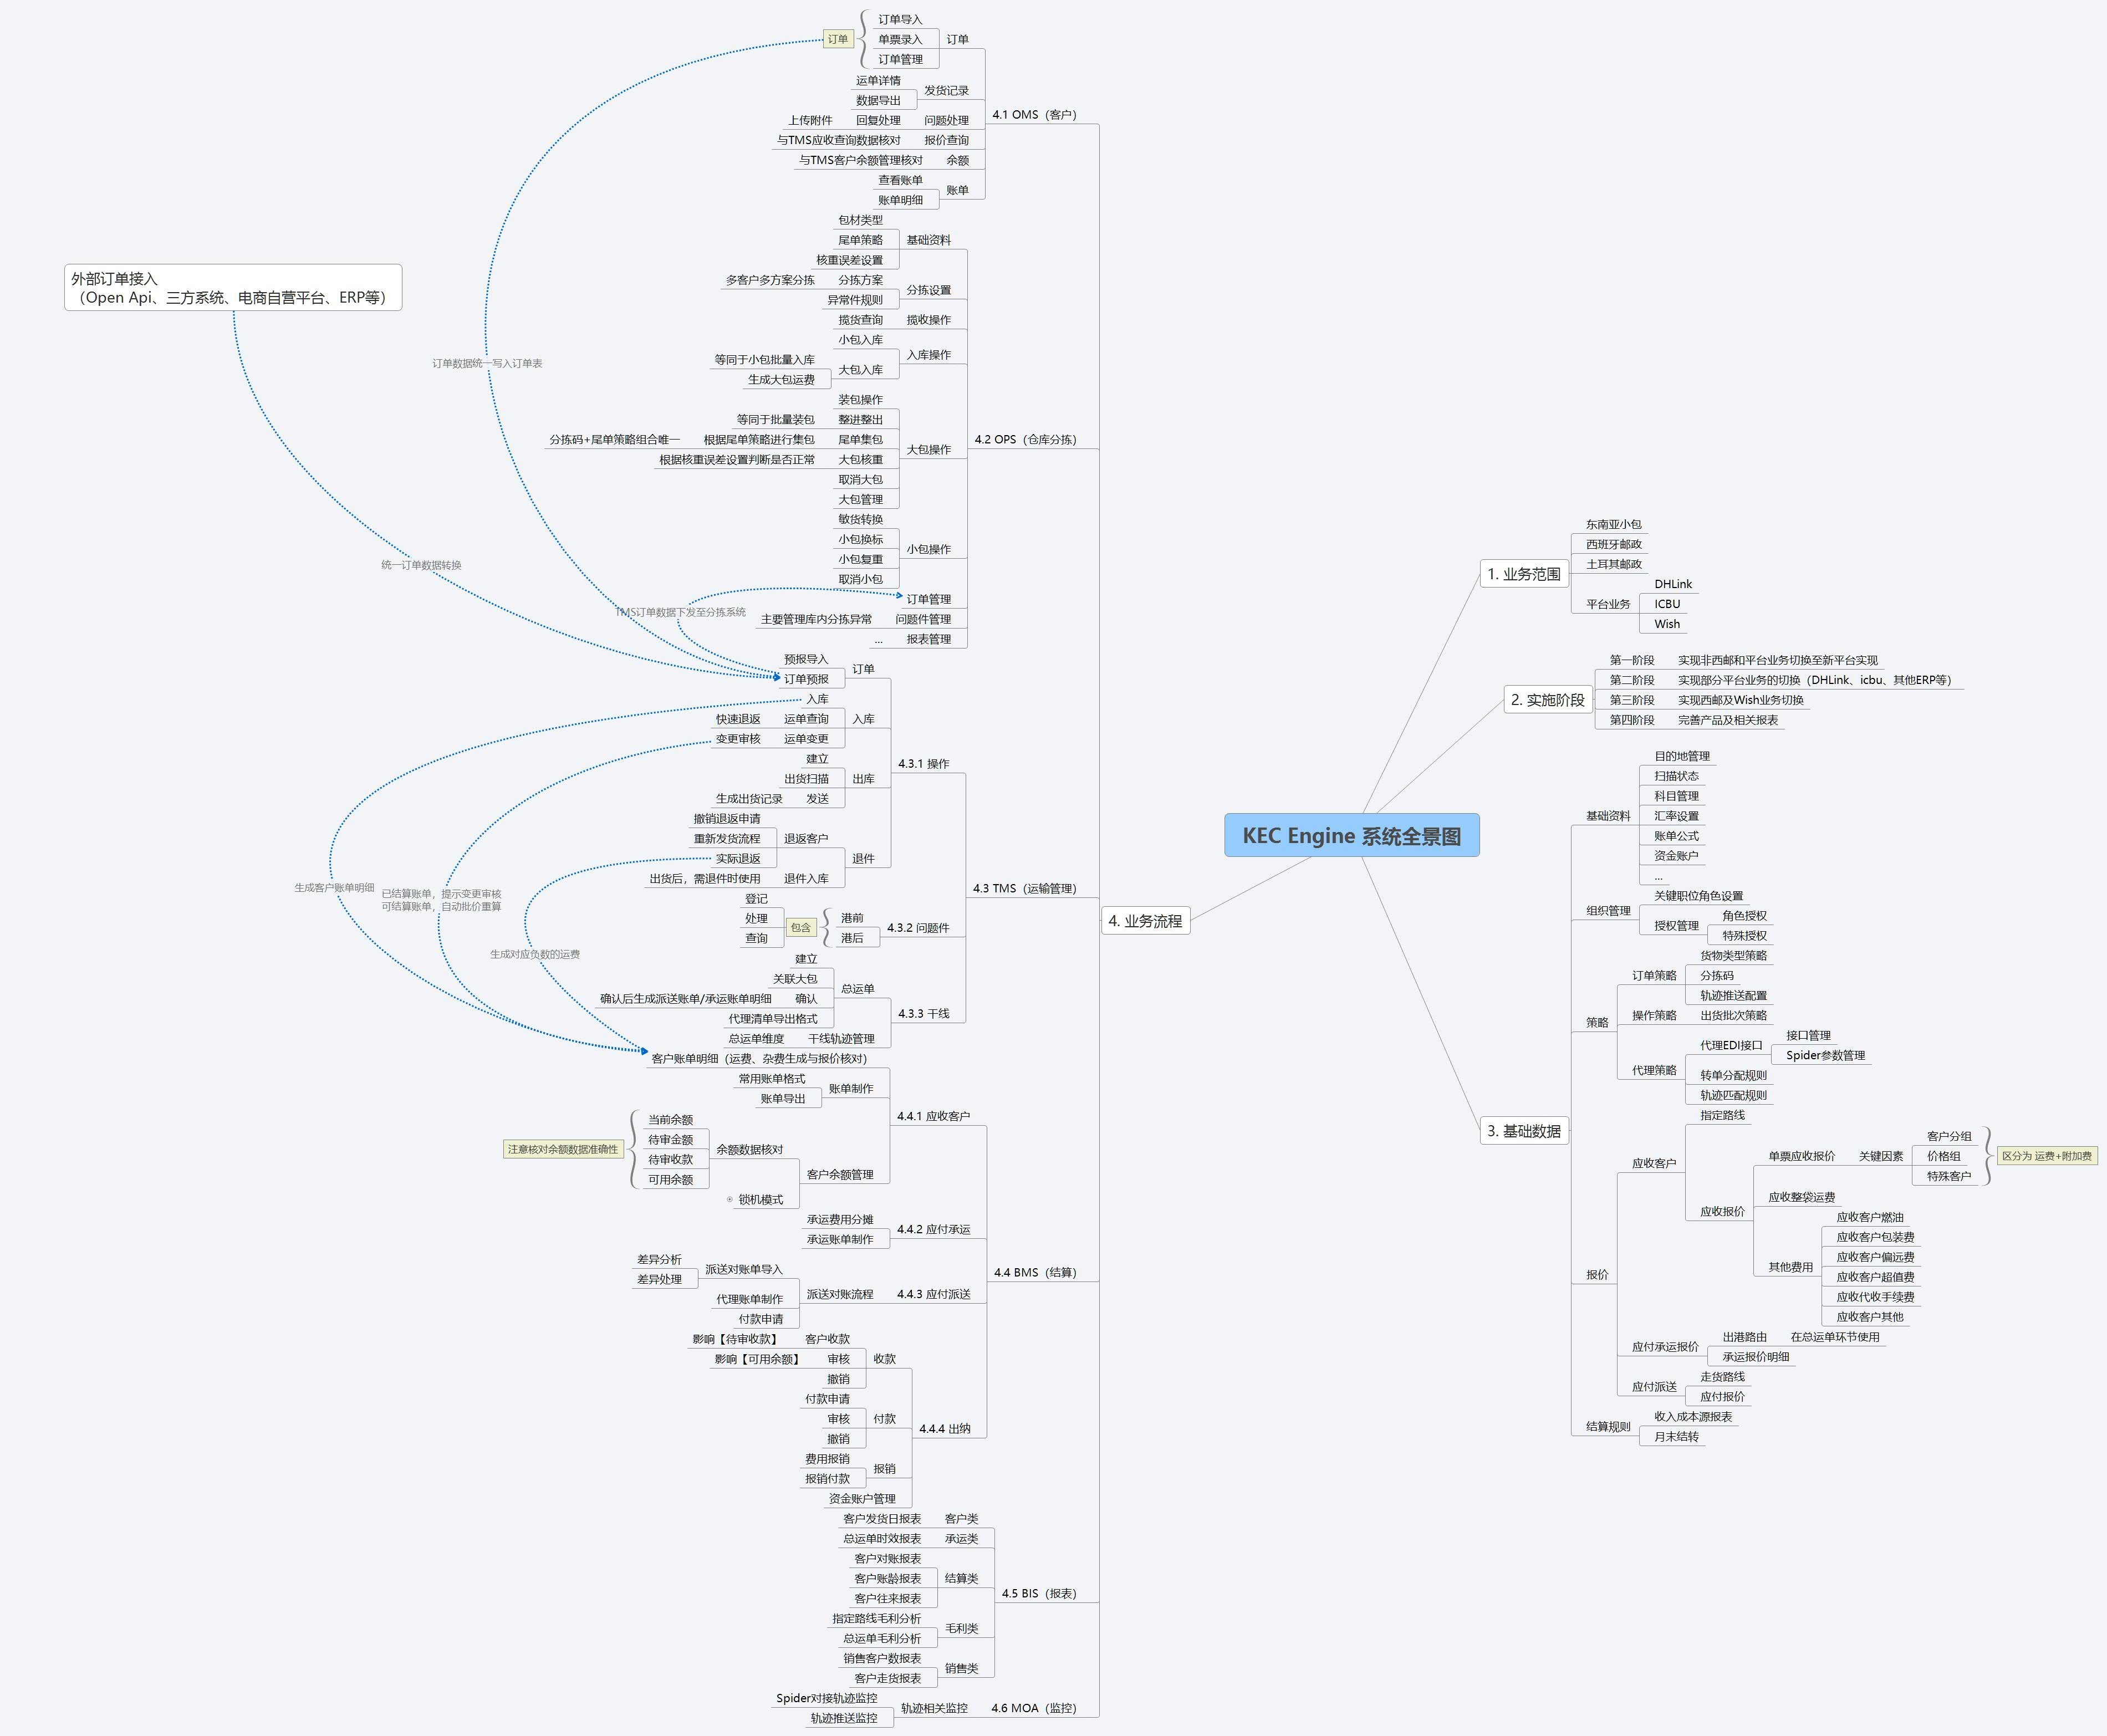 KEC Engine 系统全景图
1. 业务范围
东南亚小包
西班牙邮政
土耳其邮政
平台业务
DHLink
ICBU
Wish
2. 实施阶段
第一阶段
实现非西邮和平台业务切换至新平台实现
第二阶段
实现部分平台业务的切换（DHLink、icbu、其他ERP等）
第三阶段
实现西邮及Wish业务切换
第四阶段
完善产品及相关报表
3. 基础数据
基础资料
目的地管理
扫描状态
科目管理
汇率设置
账单公式
资金账户
...
组织管理
关键职位角色设置
授权管理
角色授权
特殊授权
策略
订单策略
货物类型策略
分拣码
轨迹推送配置
操作策略
出货批次策略
代理策略
代理EDI接口
接口管理
Spider参数管理
转单分配规则
轨迹匹配规则
报价
应收客户
指定路线
应收报价
单票应收报价
关键因素
客户分组
价格组
特殊客户
区分为 运费+附加费
应收整袋运费
其他费用
应收客户燃油
应收客户包装费
应收客户偏远费
应收客户超值费
应收代收手续费
应收客户其他
应付承运报价
出港路由
在总运单环节使用
承运报价明细
应付派送
走货路线
应付报价
结算规则
收入成本源报表
月末结转
4. 业务流程
4.1 OMS（客户）
订单
订单导入
单票录入
订单管理
订单
发货记录
运单详情
数据导出
问题处理
回复处理
上传附件
报价查询
与TMS应收查询数据核对
余额
与TMS客户余额管理核对
账单
查看账单
账单明细
4.2 OPS（仓库分拣）
基础资料
包材类型
尾单策略
核重误差设置
分拣设置
分拣方案
多客户多方案分拣
异常件规则
揽收操作
揽货查询
入库操作
小包入库
大包入库
等同于小包批量入库
生成大包运费
大包操作
装包操作
整进整出
等同于批量装包
尾单集包
根据尾单策略进行集包
分拣码+尾单策略组合唯一
大包核重
根据核重误差设置判断是否正常
取消大包
大包管理
小包操作
敏货转换
小包换标
小包复重
取消小包
订单管理
问题件管理
主要管理库内分拣异常
报表管理
...
4.3 TMS（运输管理）
4.3.1 操作
订单
预报导入
订单预报
入库
入库
运单查询
快速退返
运单变更
变更审核
出库
建立
出货扫描
发送
生成出货记录
退件
退返客户
撤销退返申请
重新发货流程
实际退返
退件入库
出货后，需退件时使用
4.3.2 问题件
港前
港后
包含
登记
处理
查询
4.3.3 干线
总运单
建立
关联大包
确认
确认后生成派送账单/承运账单明细
代理清单导出格式
干线轨迹管理
总运单维度
4.4 BMS（结算）
4.4.1 应收客户
客户账单明细（运费、杂费生成与报价核对）
账单制作
常用账单格式
账单导出
客户余额管理
余额数据核对
当前余额
待审金额
待审收款
可用余额
注意核对余额数据准确性
锁机模式
4.4.2 应付承运
承运费用分摊
承运账单制作
4.4.3 应付派送
派送对账流程
派送对账单导入
差异分析
差异处理
代理账单制作
付款申请
4.4.4 出纳
收款
客户收款
影响【待审收款】
审核
影响【可用余额】
撤销
付款
付款申请
审核
撤销
报销
费用报销
报销付款
资金账户管理
4.5 BIS（报表）
客户类
客户发货日报表
承运类
总运单时效报表
结算类
客户对账报表
客户账龄报表
客户往来报表
毛利类
指定路线毛利分析
总运单毛利分析
销售类
销售客户数报表
客户走货报表
4.6 MOA（监控）
轨迹相关监控
Spider对接轨迹监控
轨迹推送监控
外部订单接入
（Open Api、三方系统、电商自营平台、ERP等）
订单数据统一写入订单表
统一订单数据转换
TMS订单数据下发至分拣系统
生成客户账单明细
已结算账单，提示变更审核
可结算账单，自动批价重算
生成对应负数的运费